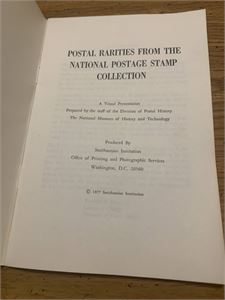 POSTAL RARITIES FROM THE
NATIONAL POSTAGE STAMP
COLLECTION
A Visual Presentation
Prepared by the staff of the Division of Postal History
The National Museum of History and Technology
Produced By
Smithsonian Institution
Office of Printing and Photographic Services
Washington, D.C. 20560
© 1977 Smithsonian Institution